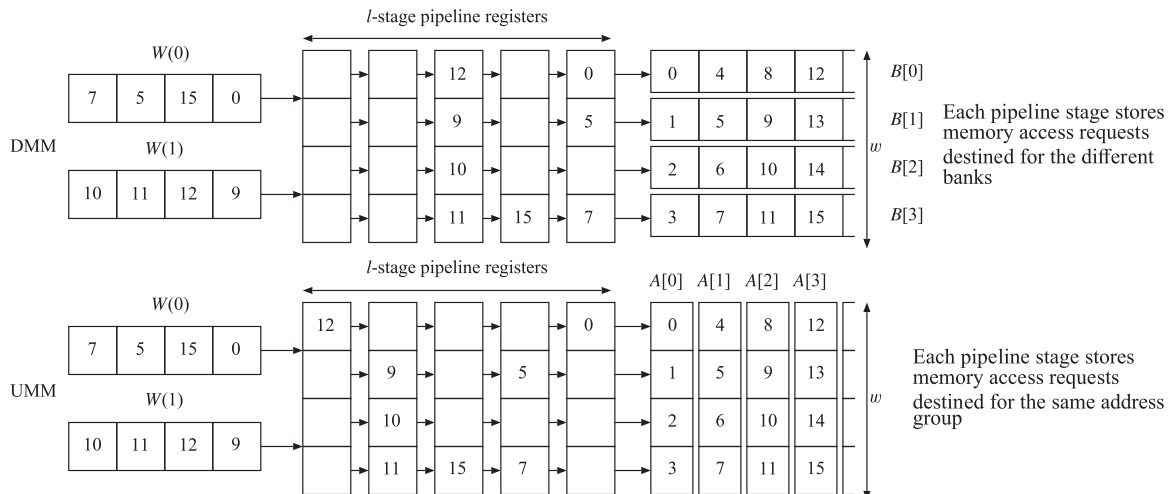 l-stage pipeline registers
W(0)
7 5 15 0
W(1)
10 11 12 9
DMM
12 0
9 5
10
11 15 7
0 4 8 12
1 5 9 13
2 6 10 14
3 7 11 15
w
B[0]
B[1]
B[2]
B[3]
Each pipeline stage stores
memory access requests
destined for the different
banks
l-stage pipeline registers
W(0)
7 5 15 0
W(1)
10 11 12 9
UMM
12 0
9 5
10
11 15 7
A[0] A[1] A[2] A[3]
0 4 8 12
1 5 9 13
2 6 10 14
3 7 11 15
w
Each pipeline stage stores
memory access requests
destined for the same address
group